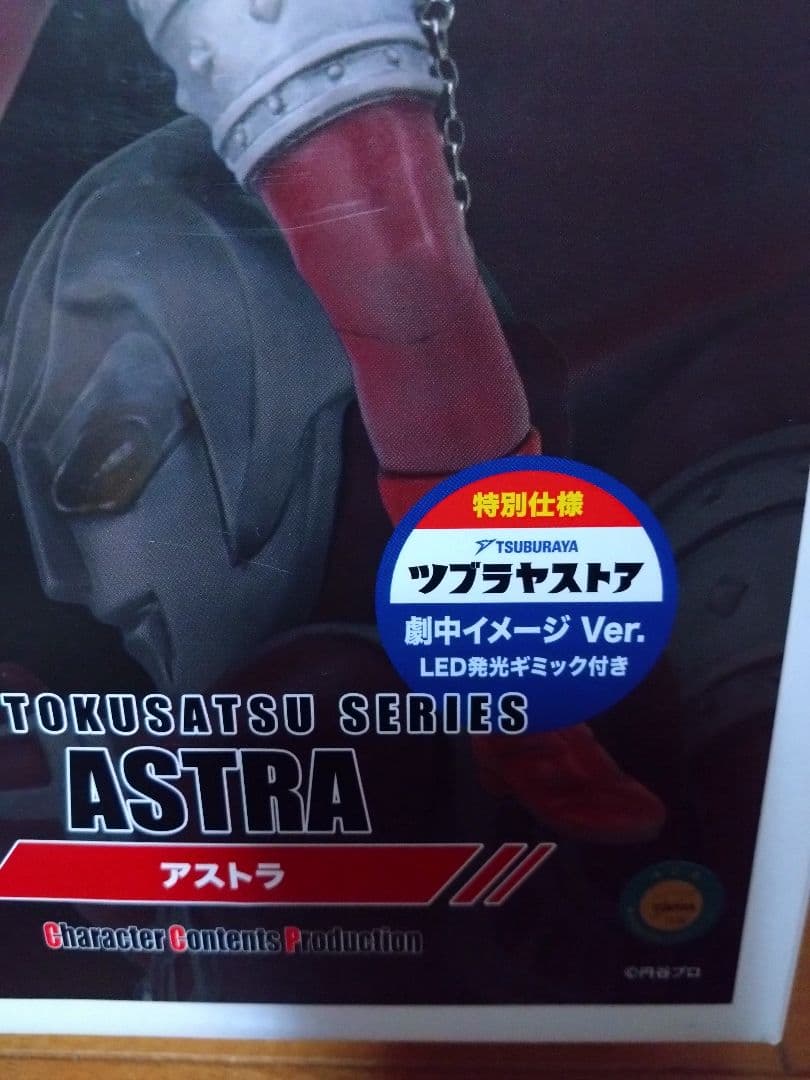 特別仕様
TSUBURAYA
ツブラヤストア
劇中イメージ Ver.
LED発光ギミック付き
TOKUSATSU SERIES
ASTRA
アストラ
Character Contents Production
©円谷プロ